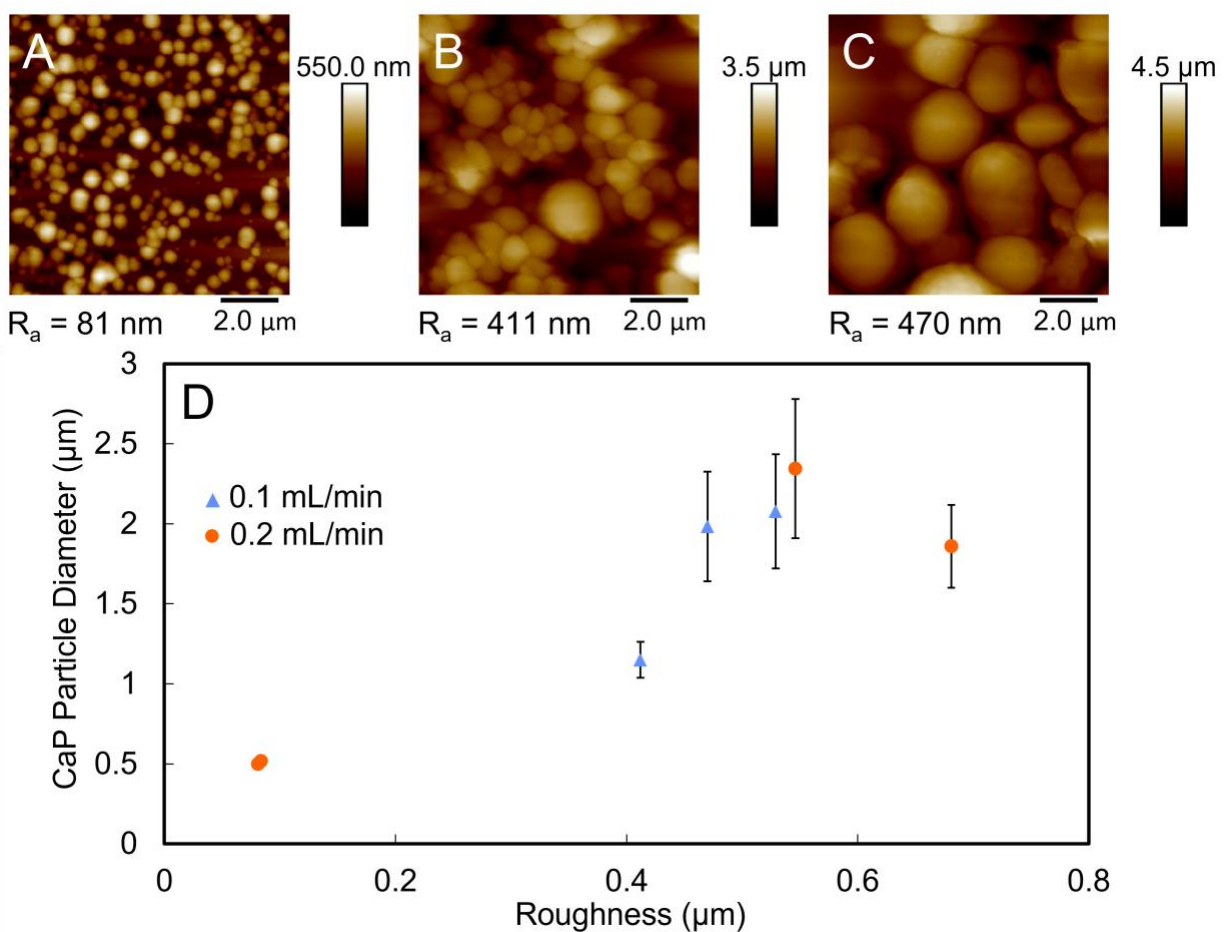 A
550.0 nm
B
3.5 µm
C
4.5 µm
Ra = 81 nm
2.0 µm
Ra = 411 nm
2.0 µm
Ra = 470 nm
2.0 µm
D
CaP Particle Diameter (µm)
3
2.5
2
1.5
1
0.5
0
0.1 mL/min
0.2 mL/min
0
0.2
0.4
0.6
0.8
Roughness (µm)